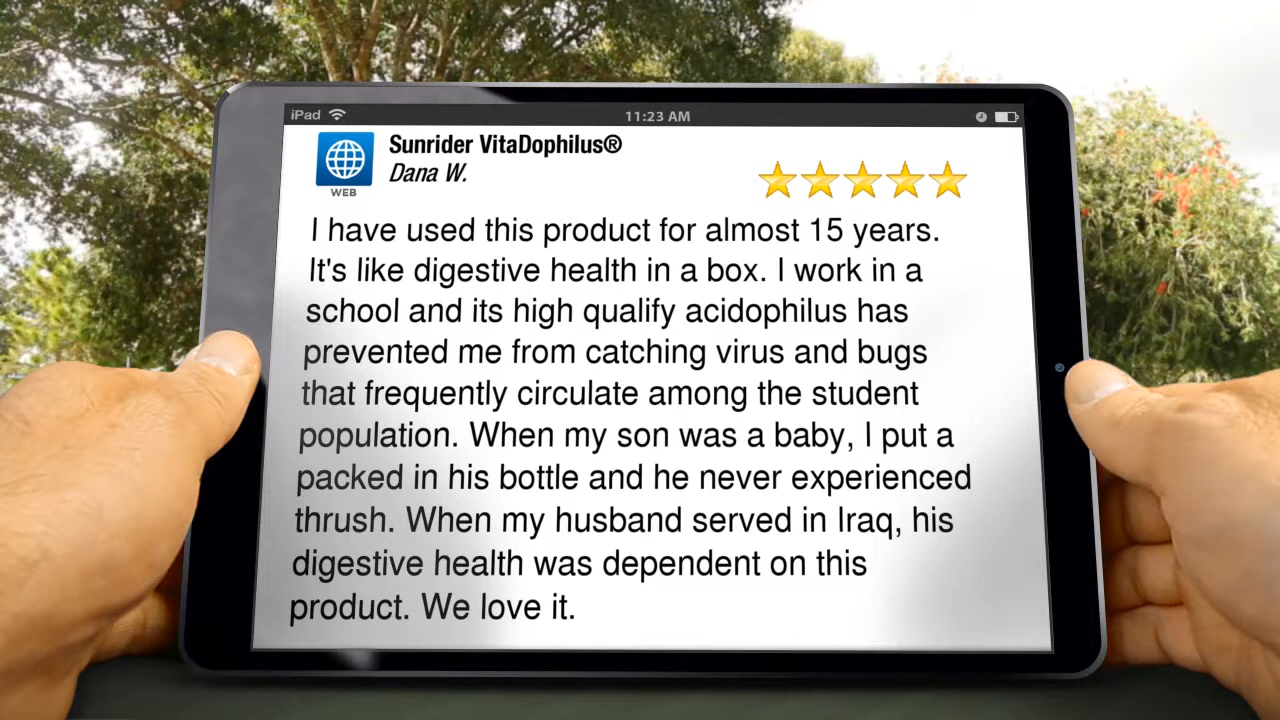 iPad 11:23 AM
Sunrider VitaDophilus®
Dana W.
WEB
I have used this product for almost 15 years.
It's like digestive health in a box. I work in a
school and its high qualify acidophilus has
prevented me from catching virus and bugs
that frequently circulate among the student
population. When my son was a baby, I put a
packed in his bottle and he never experienced
thrush. When my husband served in Iraq, his
digestive health was dependent on this
product. We love it.